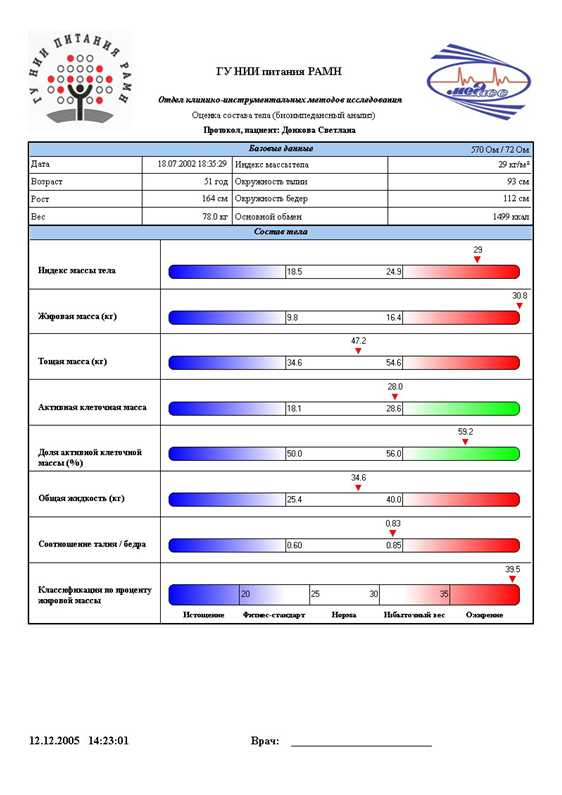 ГУ НИИ ПИТАНИЯ РАМН
ГУ НИИ питания РАМН
медасс
Отдел клинико-инструментальных методов исследования
Оценка состава тела (биоимпедансный анализ)
Протокол, пациент: Донкова Светлана
Базовые данные 570 Ом / 72 Ом
Дата 18.07.2002 18:35:29 Индекс массы тела 29 кг/м²
Возраст 51 год Окружность талии 93 см
Рост 164 см Окружность бедер 112 см
Вес 78.0 кг Основной обмен 1499 ккал
Состав тела
29
Индекс массы тела 18.5 24.9
30.8
Жировая масса (кг) 9.8 16.4
47.2
Тощая масса (кг) 34.6 54.6
28.0
Активная клеточная масса 18.1 28.6
59.2
Доля активной клеточной 50.0 56.0
массы (%)
34.6
Общая жидкость (кг) 25.4 40.0
0.83
Соотношение талия / бедра 0.60 0.85
39.5
Классификация по проценту 20 25 30 35
жировой массы
Истощение Фитнес-стандарт Норма Избыточный вес Ожирение
12.12.2005 14:23:01 Врач: